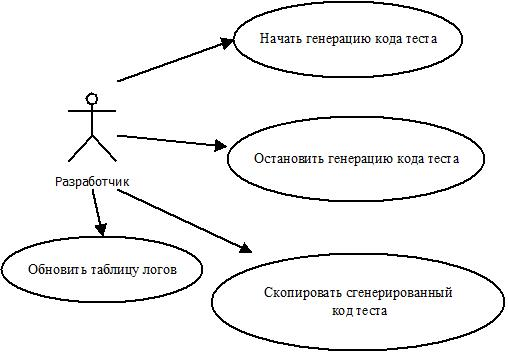 Начать генерацию кода теста
Остановить генерацию кода теста
Разработчик
Обновить таблицу логов
Скопировать сгенерированный
код теста